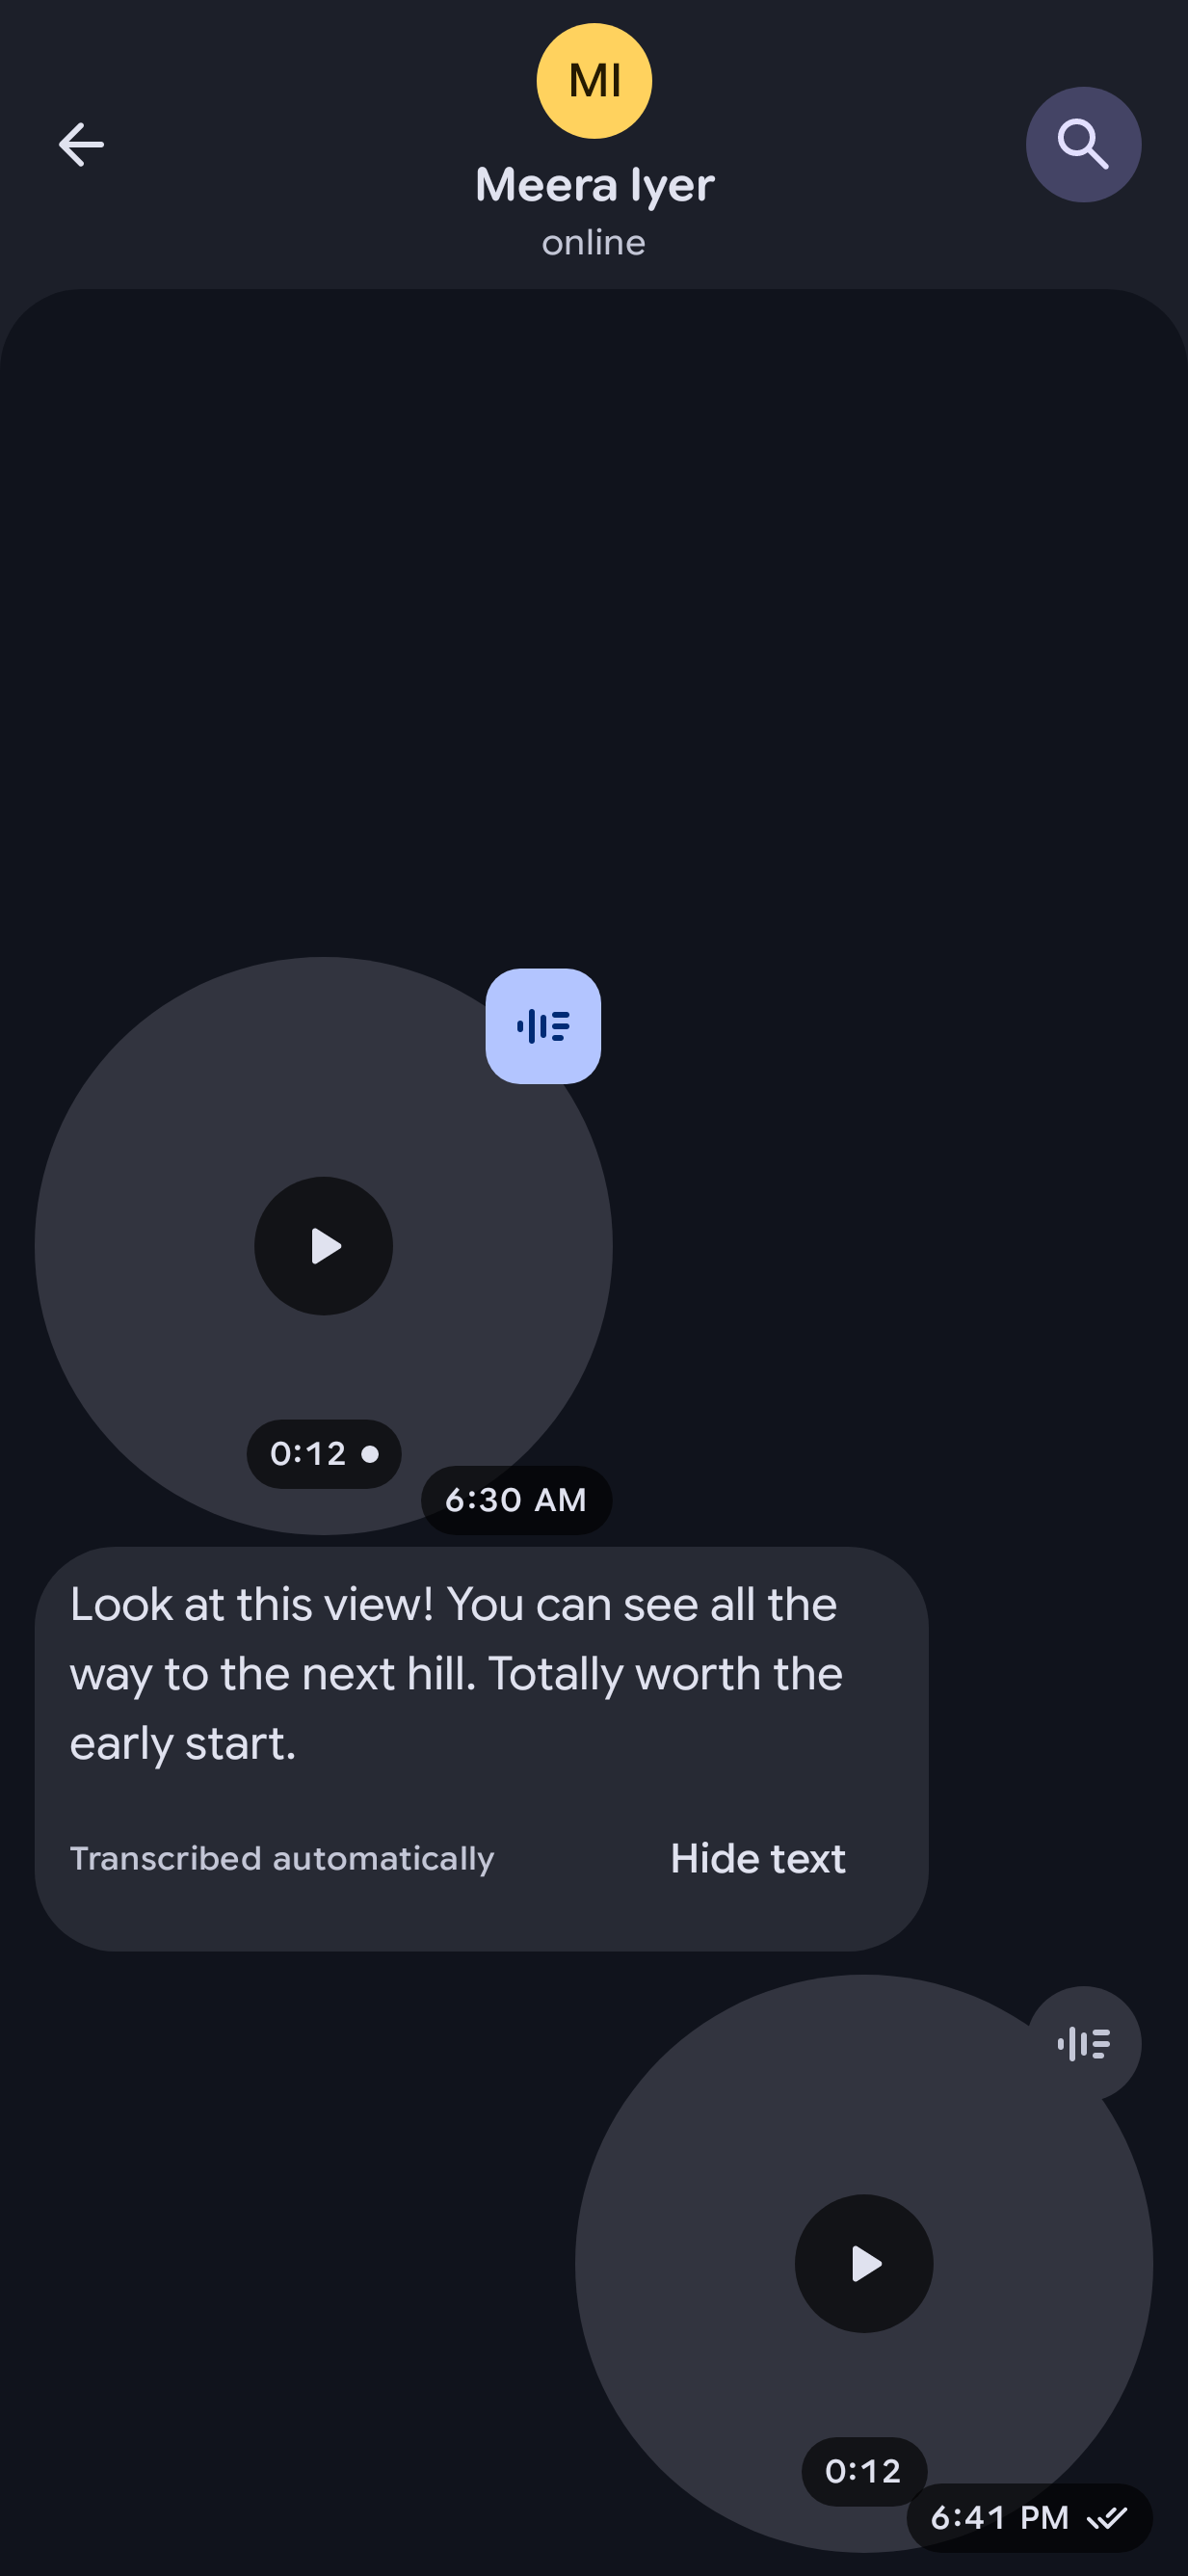 MI
Meera Iyer
online
0:12
6:30 AM
Look at this view! You can see all the
way to the next hill. Totally worth the
early start.
Transcribed automatically
Hide text
0:12
6:41 PM